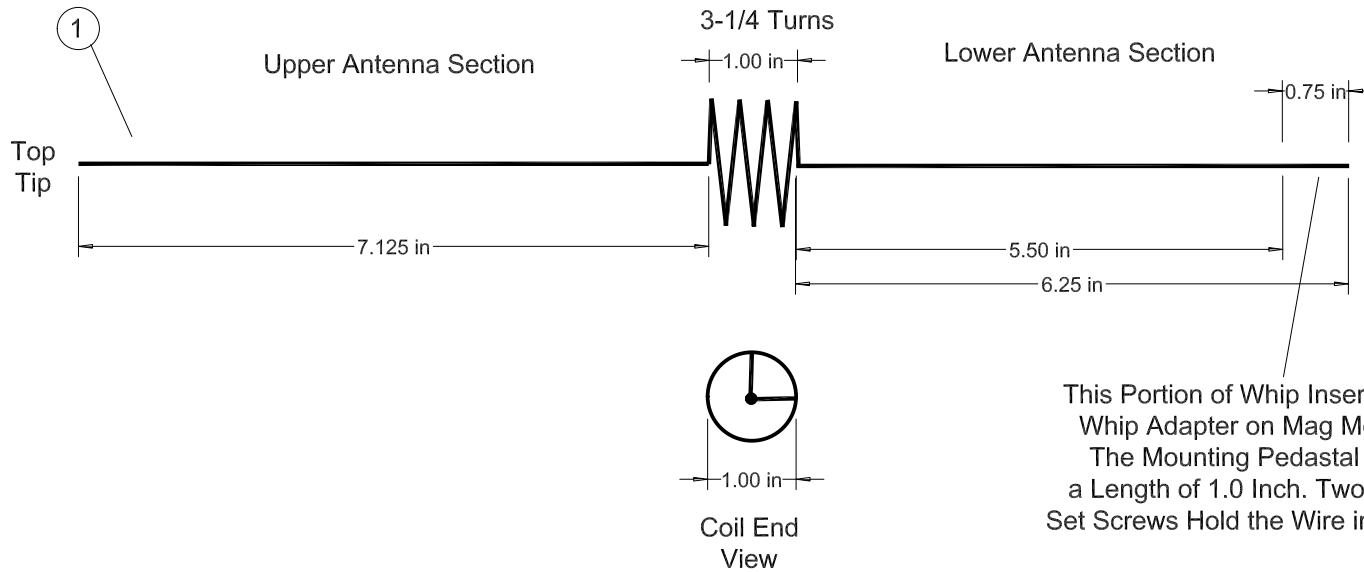 1
3-1/4 Turns
Upper Antenna Section
1.00 in
Lower Antenna Section
0.75 in
Top
Tip
7.125 in
5.50 in
6.25 in
This Portion of Whip
Whip Adapter on Mag
The Mounting Pedastal
a Length of 1.0 Inch. Two
Set Screws Hold the Wire
1.00 in
Coil End
View